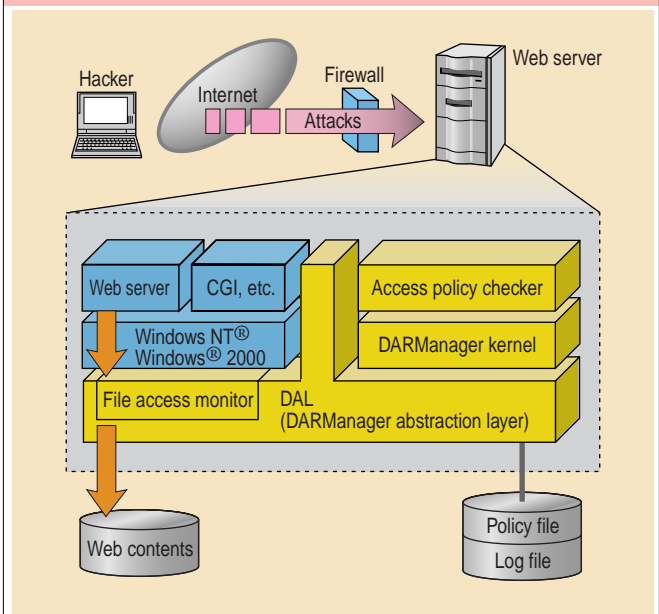 Hacker
Internet
Firewall
Web server
Attacks
Web server
CGI, etc.
Access policy checker
Windows NT®
Windows® 2000
DARManager kernel
File access monitor
DAL
(DARManager abstraction layer)
Web contents
Policy file
Log file